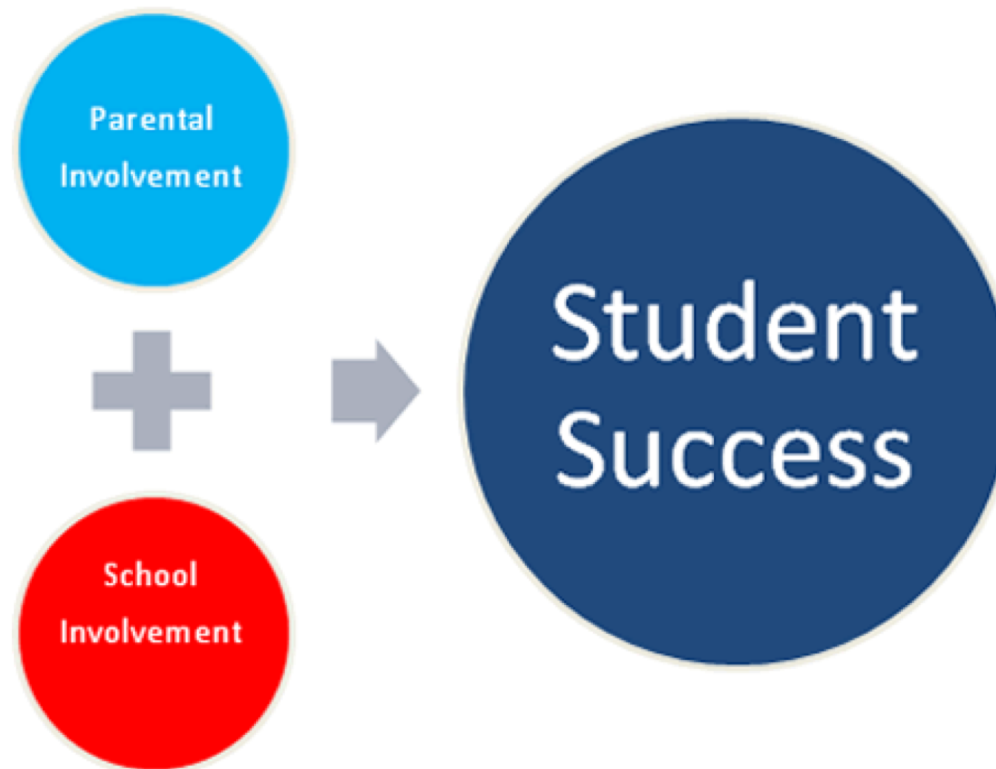 Parental
Involvement
School
Involvement
Student
Success